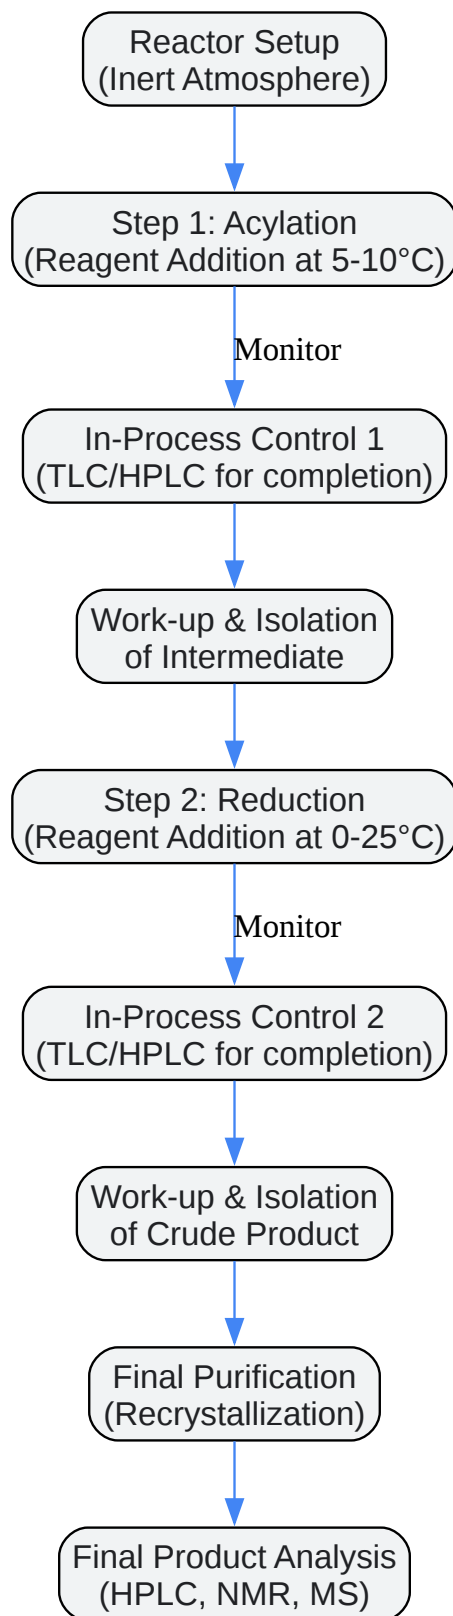 Reactor Setup
(Inert Atmosphere)
Step 1: Acylation
(Reagent Addition at 5-10°C)
Monitor
In-Process Control 1
(TLC/HPLC for completion)
Work-up & Isolation
of Intermediate
Step 2: Reduction
(Reagent Addition at 0-25°C)
Monitor
In-Process Control 2
(TLC/HPLC for completion)
Work-up & Isolation
of Crude Product
Final Purification
(Recrystallization)
Final Product Analysis
(HPLC, NMR, MS)